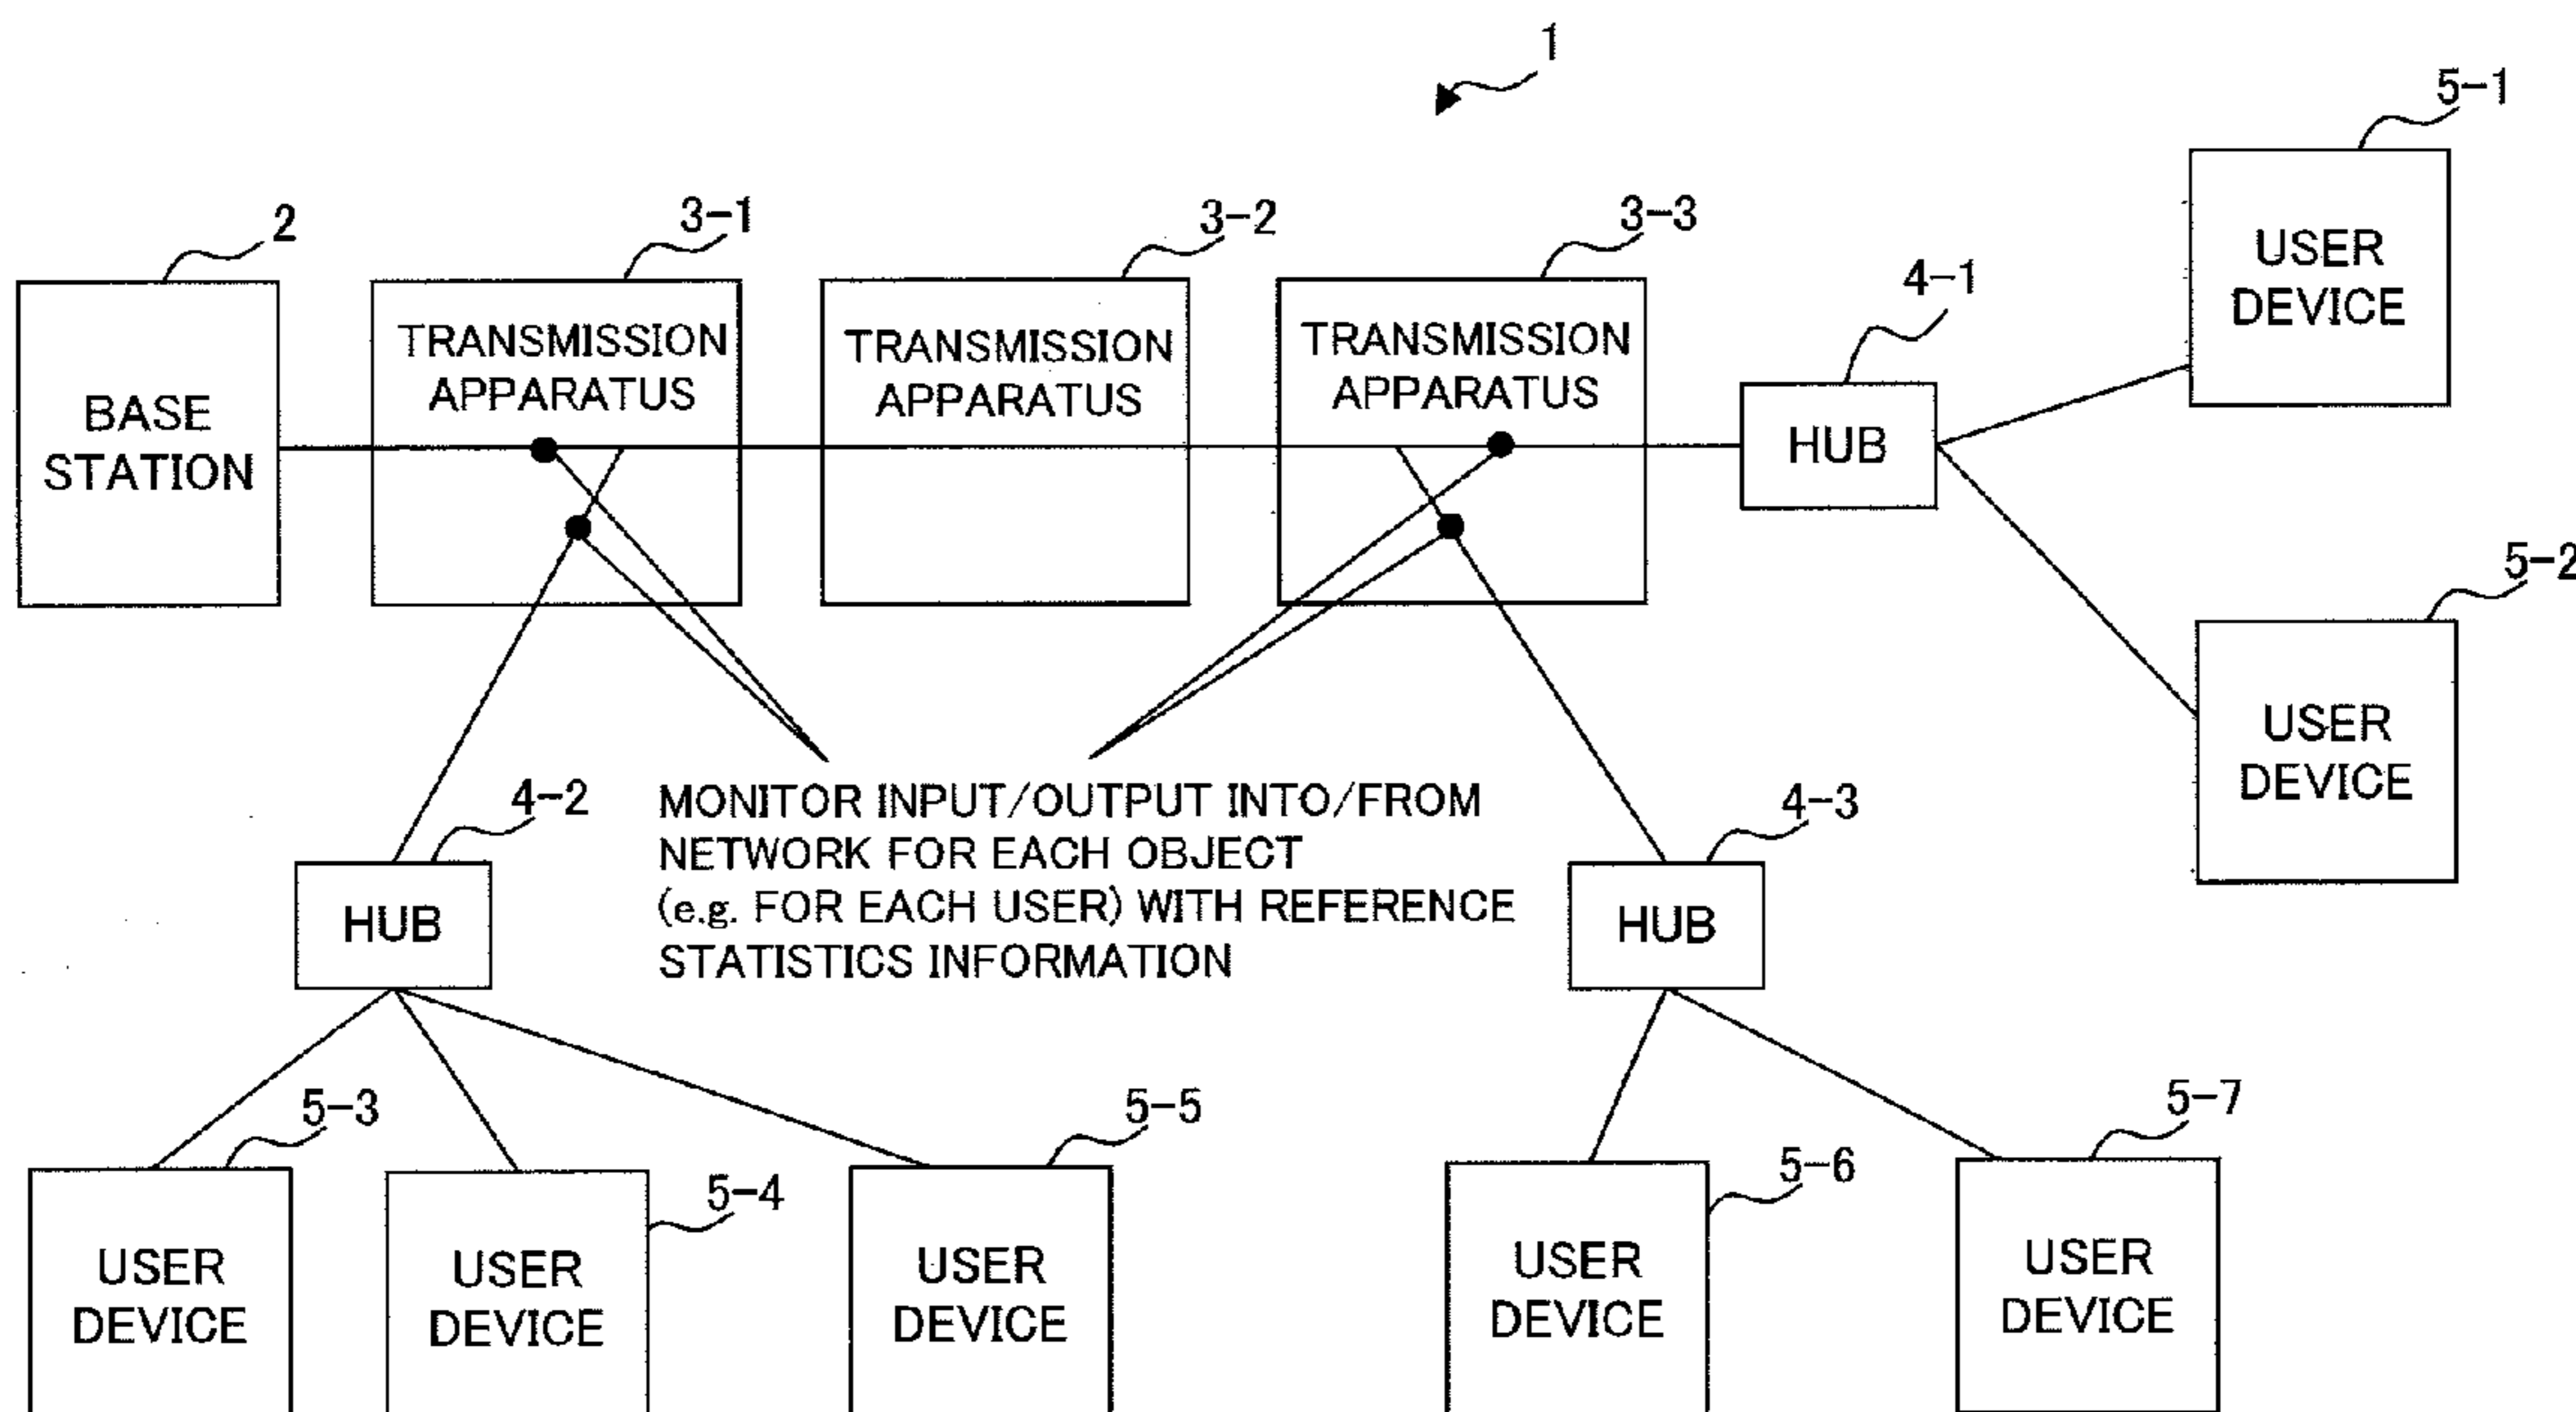 1
5-1
2
3-1
3-2
3-3
4-1
USER
DEVICE
BASE
STATION
TRANSMISSION
APPARATUS
TRANSMISSION
APPARATUS
TRANSMISSION
APPARATUS
HUB
5-2
USER
DEVICE
4-2
MONITOR INPUT/OUTPUT INTO/FROM
NETWORK FOR EACH OBJECT
(e.g. FOR EACH USER) WITH REFERENCE
STATISTICS INFORMATION
4-3
HUB
HUB
5-3
5-4
5-5
5-6
5-7
USER
DEVICE
USER
DEVICE
USER
DEVICE
USER
DEVICE
USER
DEVICE